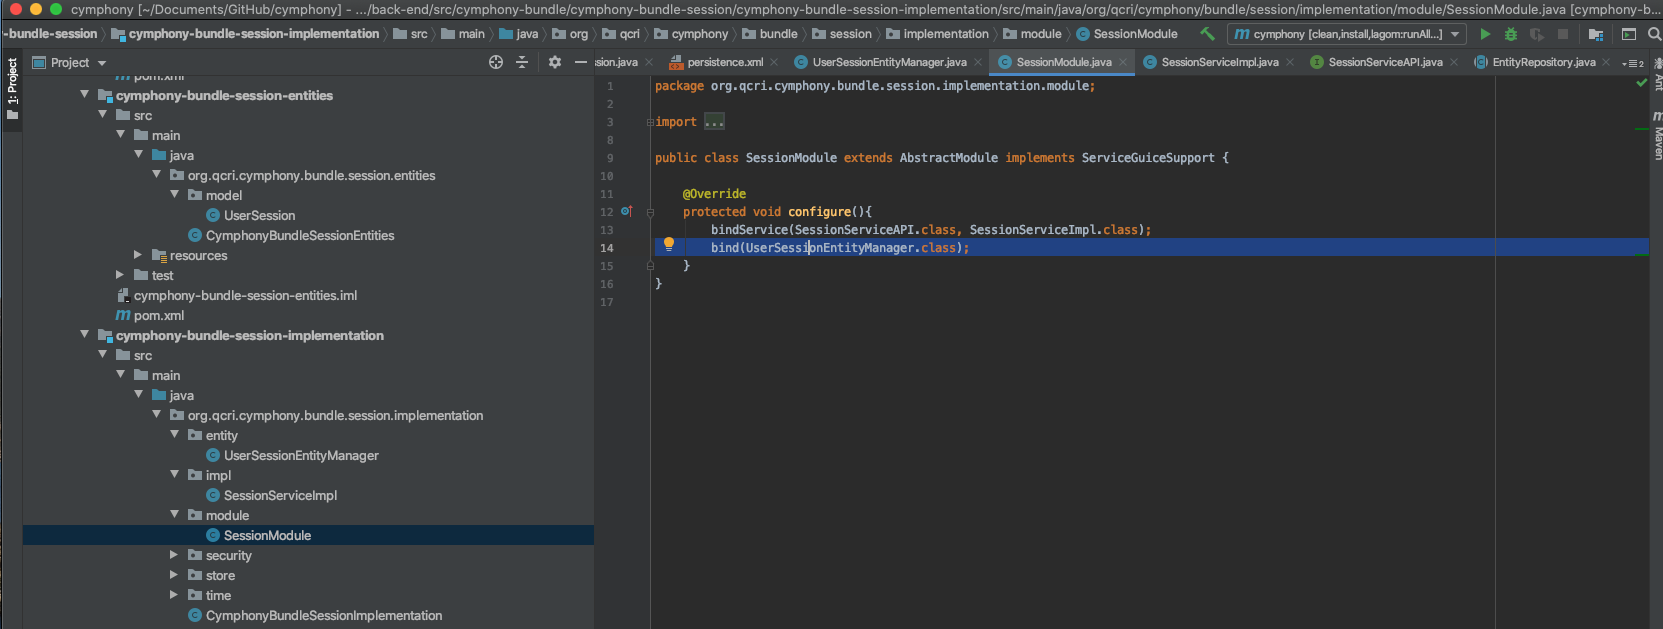 cymphony [~/Documents/GitHub/cymphony] - .../back-end/src/cymphony-bundle/cymphony-bundle-session/cymphony-bundle-session-implementation/src/main/java/org/qcri/cymphony/bundle/session/implementation/module/SessionModule.java [cymphony-b...
-bundle-session cymphony-bundle-session-implementation src main java org qcri cymphony bundle session implementation module SessionModule cymphony [clean,install,lagom:runAll...]
Project sion.java persistence.xml UserSessionEntityManager.java SessionModule.java SessionServiceImpl.java SessionServiceAPI.java EntityRepository.java 2
1: Project
Ant
Maven
pom.xml
cymphony-bundle-session-entities
src
main
java
org.qcri.cymphony.bundle.session.entities
model
UserSession
CymphonyBundleSessionEntities
resources
test
cymphony-bundle-session-entities.iml
pom.xml
cymphony-bundle-session-implementation
src
main
java
org.qcri.cymphony.bundle.session.implementation
entity
UserSessionEntityManager
impl
SessionServiceImpl
module
SessionModule
security
store
time
CymphonyBundleSessionImplementation
1 package org.qcri.cymphony.bundle.session.implementation.module;
2
3 import ...
8
9 public class SessionModule extends AbstractModule implements ServiceGuiceSupport {
10
11 @Override
12 protected void configure(){
13 bindService(SessionServiceAPI.class, SessionServiceImpl.class);
14 bind(UserSessionEntityManager.class);
15 }
16 }
17